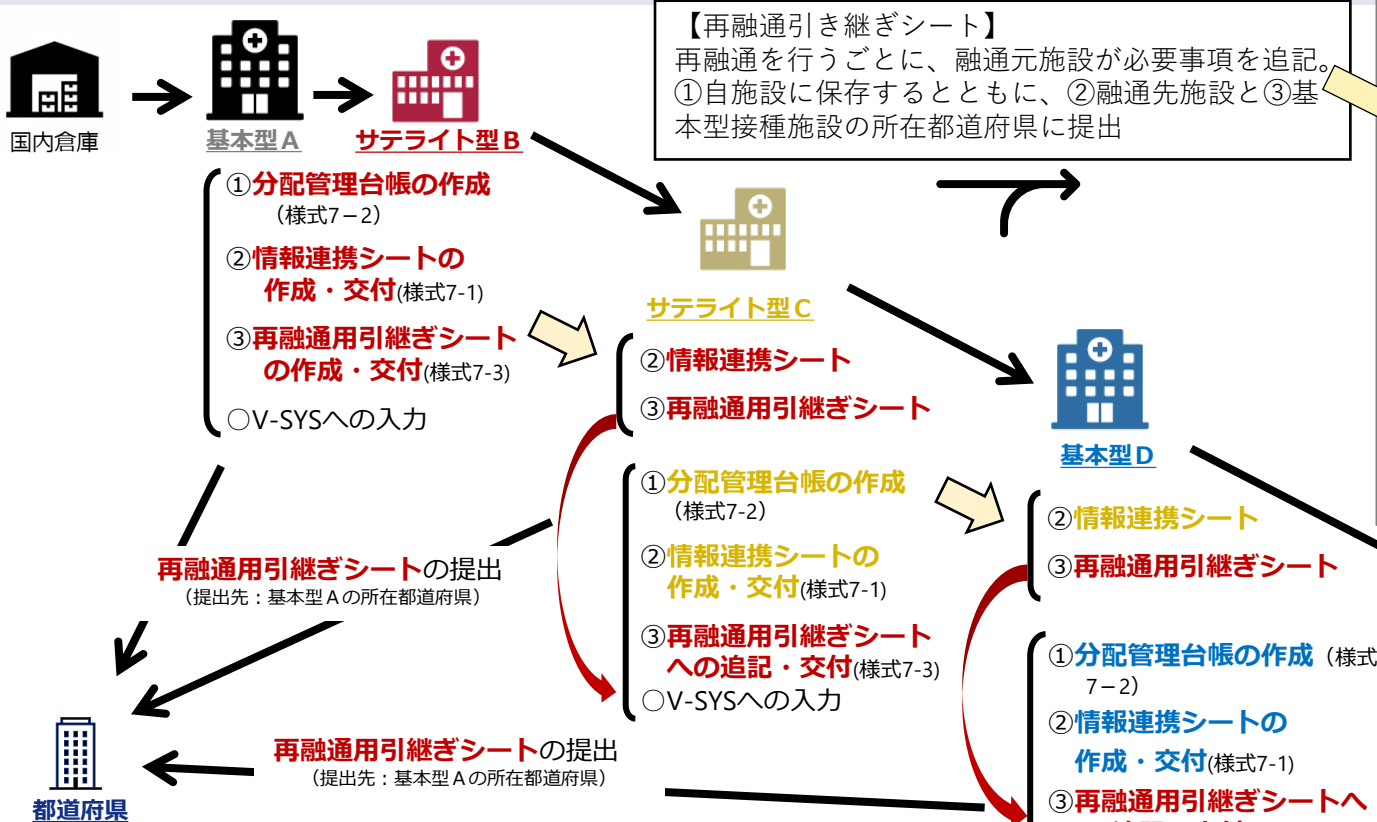 【再融通引き継ぎシート】
再融通を行うごとに、融通元施設が必要事項を追記。
①自施設に保存するとともに、②融通先施設と③基
本型接種施設の所在都道府県に提出
国内倉庫
基本型A
サテライト型B
①分配管理台帳の作成
（様式7－2）
②情報連携シートの
作成・交付(様式7-1)
③再融通用引継ぎシート
の作成・交付(様式7-3)
○V-SYSへの入力
サテライト型C
②情報連携シート
③再融通用引継ぎシート
①分配管理台帳の作成
（様式7-2）
②情報連携シートの
作成・交付(様式7-1)
③再融通用引継ぎシート
への追記・交付(様式7-3)
○V-SYSへの入力
基本型D
②情報連携シート
③再融通用引継ぎシート
①分配管理台帳の作成（様式
7－2）
②情報連携シートの
作成・交付(様式7-1)
③再融通用引継ぎシートへ
再融通用引継ぎシートの提出
（提出先：基本型Aの所在都道府県）
再融通用引継ぎシートの提出
（提出先：基本型Aの所在都道府県）
都道府県